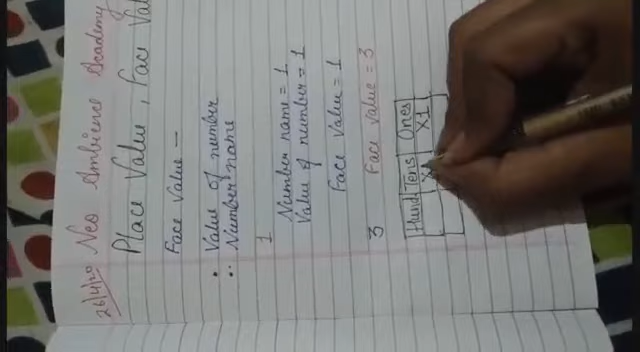 26/4/20 Neo Ambience Academy
Place Value, Face Val
Face Value –
• Value of number
•• Number name
1
Number name = 1
Value of number = 1
Face Value = 1
3 Face Value = 3
Hund Tens Ones
X1